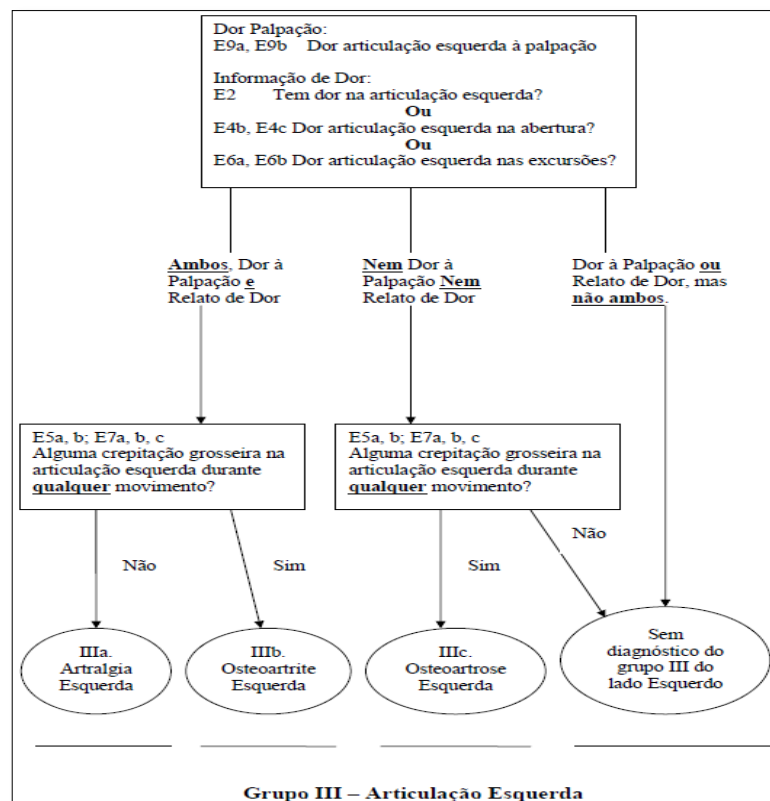 Dor Palpação:
E9a, E9b Dor articulação esquerda à palpação
Informação de Dor:
E2 Tem dor na articulação esquerda?
Ou
E4b, E4c Dor articulação esquerda na abertura?
Ou
E6a, E6b Dor articulação esquerda nas excursões?
Ambos, Dor à
Palpação e
Relato de Dor
Nem Dor à
Palpação Nem
Relato de Dor
Dor à Palpação ou
Relato de Dor, mas
não ambos.
E5a, b; E7a, b, c
Alguma crepitação grosseira na
articulação esquerda durante
qualquer movimento?
E5a, b; E7a, b, c
Alguma crepitação grosseira na
articulação esquerda durante
qualquer movimento?
Não
Sim
Sim
Não
IIIa.
Artralgia
Esquerda
IIIb.
Osteoartrite
Esquerda
IIIc.
Osteoartrose
Esquerda
Sem
diagnóstico do
grupo III do
lado Esquerdo
Grupo III – Articulação Esquerda